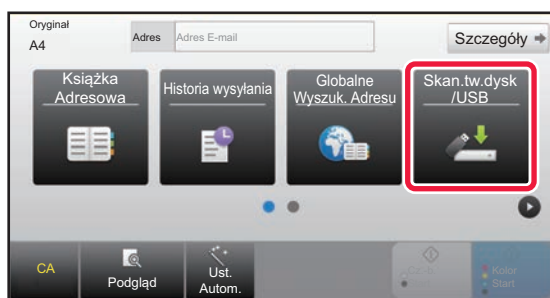 Oryginał
A4
Adres
Adres E-mail
Szczegóły
Książka
Adresowa
Historia wysyłania
Globalne
Wyszuk. Adresu
Skan.tw.dysk
/USB
CA
Podgląd
Ust.
Autom.
Kolor
Start